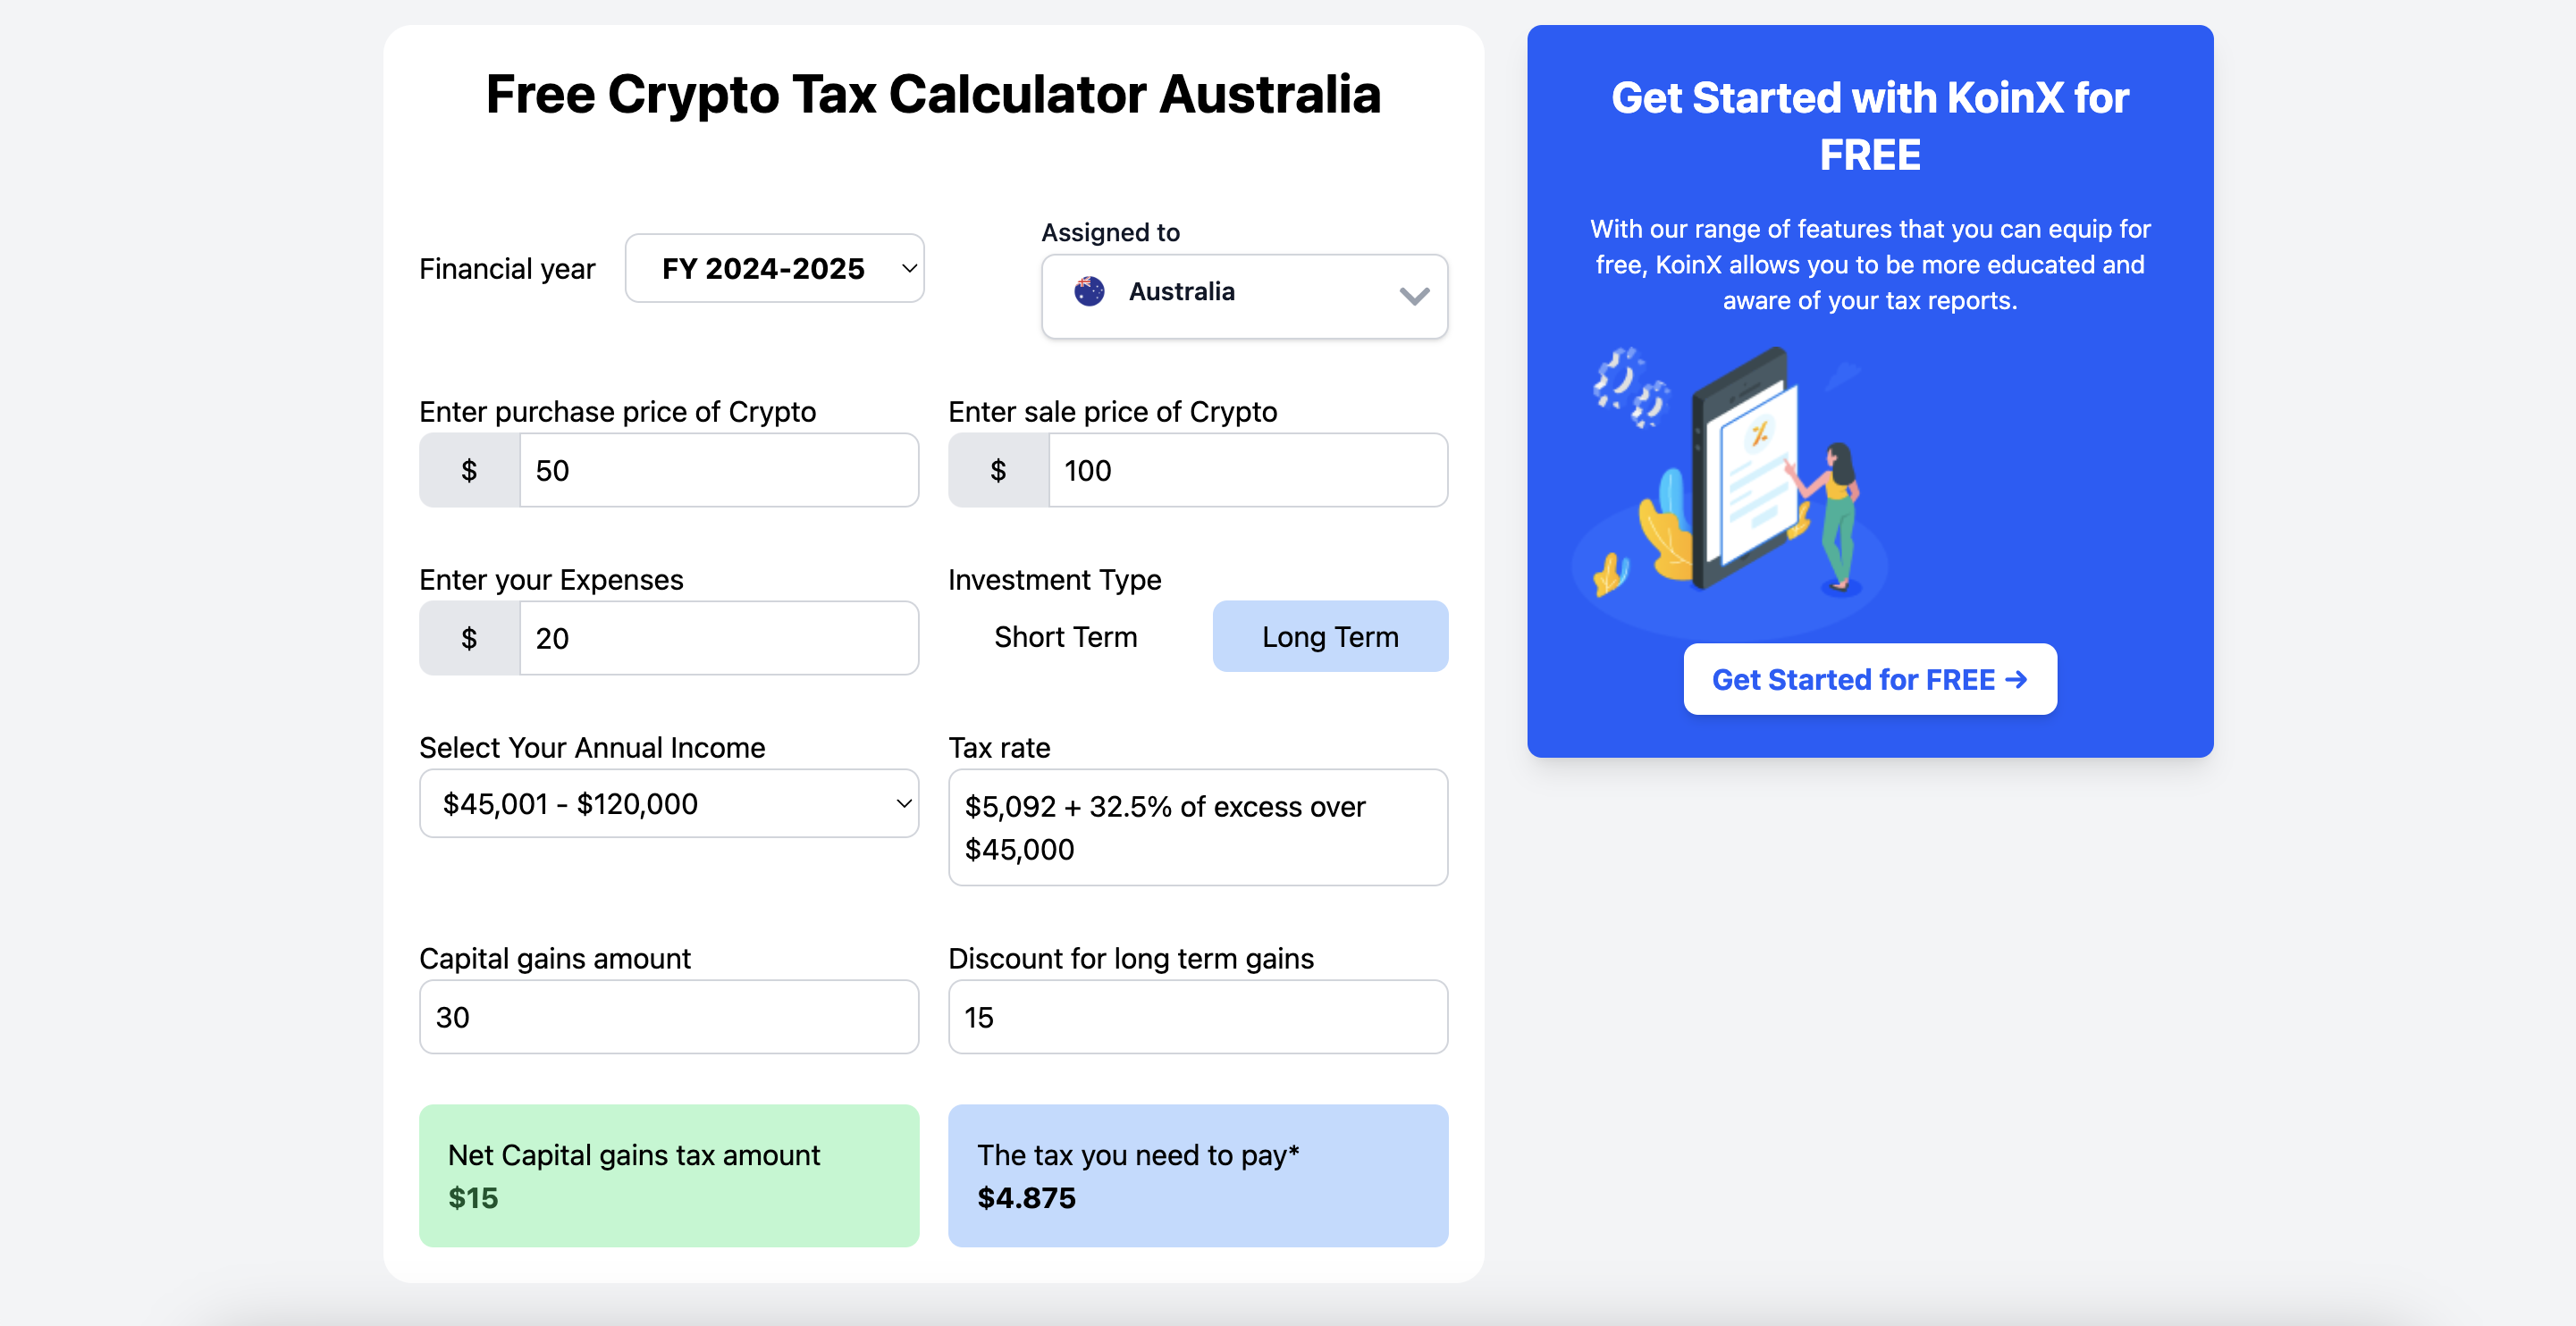 Free Crypto Tax Calculator Australia
Financial year
FY 2024-2025
Assigned to
Australia
Enter purchase price of Crypto
$ 50
Enter sale price of Crypto
$ 100
Enter your Expenses
$ 20
Investment Type
Short Term
Long Term
Select Your Annual Income
$45,001 - $120,000
Tax rate
$5,092 + 32.5% of excess over
$45,000
Capital gains amount
30
Discount for long term gains
15
Net Capital gains tax amount
$15
The tax you need to pay*
$4.875
Get Started with KoinX for
FREE
With our range of features that you can equip for
free, KoinX allows you to be more educated and
aware of your tax reports.
Get Started for FREE →